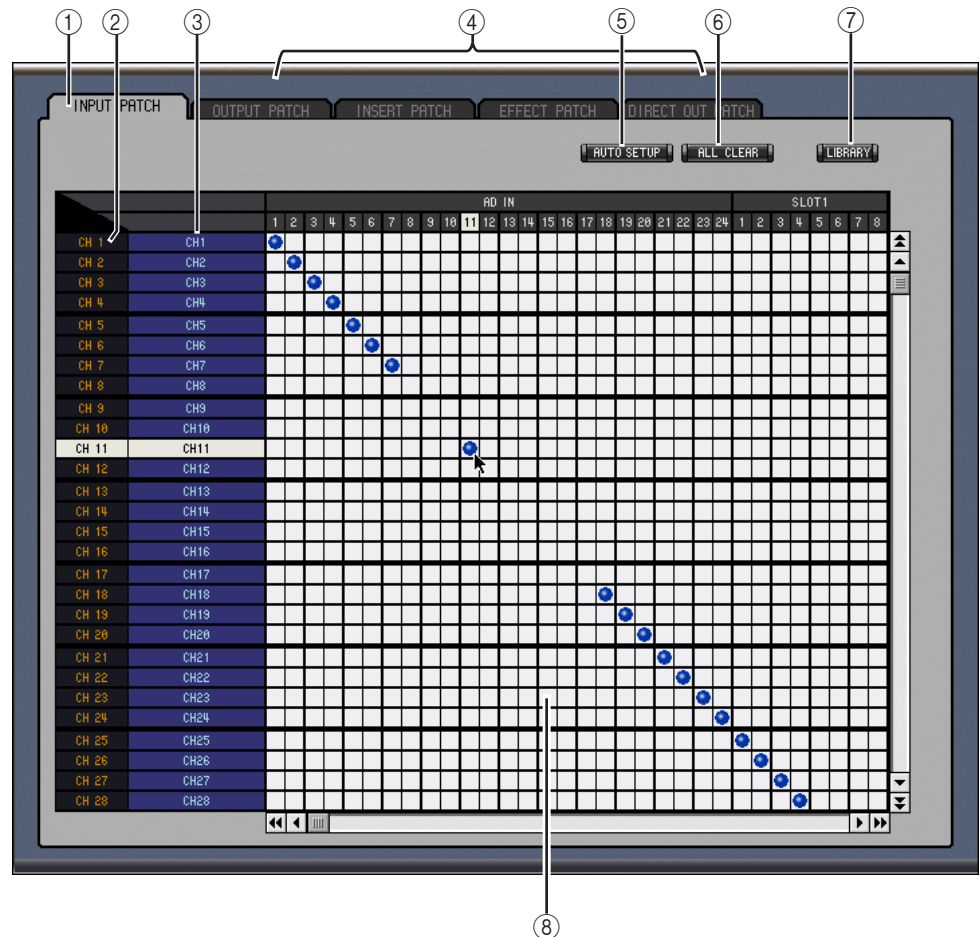 ① ② ③ ④ ⑤ ⑥ ⑦
INPUT PATCH OUTPUT PATCH INSERT PATCH EFFECT PATCH DIRECT OUT PATCH
AUTO SETUP ALL CLEAR LIBRARY
AD IN SLOT1
1 2 3 4 5 6 7 8 9 10 11 12 13 14 15 16 17 18 19 20 21 22 23 24 1 2 3 4 5 6 7 8
CH 1 CH1
CH 2 CH2
CH 3 CH3
CH 4 CH4
CH 5 CH5
CH 6 CH6
CH 7 CH7
CH 8 CH8
CH 9 CH9
CH 10 CH10
CH 11 CH11
CH 12 CH12
CH 13 CH13
CH 14 CH14
CH 15 CH15
CH 16 CH16
CH 17 CH17
CH 18 CH18
CH 19 CH19
CH 20 CH20
CH 21 CH21
CH 22 CH22
CH 23 CH23
CH 24 CH24
CH 25 CH25
CH 26 CH26
CH 27 CH27
CH 28 CH28
⑧